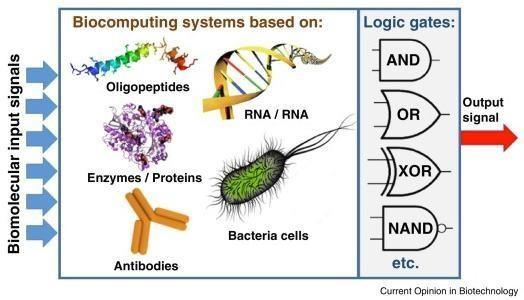 Biomolecular input signals
Biocomputing systems based on:
Oligopeptides
RNA / RNA
Enzymes / Proteins
Bacteria cells
Antibodies
Logic gates:
AND
OR
XOR
NAND
etc.
Output
signal
Current Opinion in Biotechnology